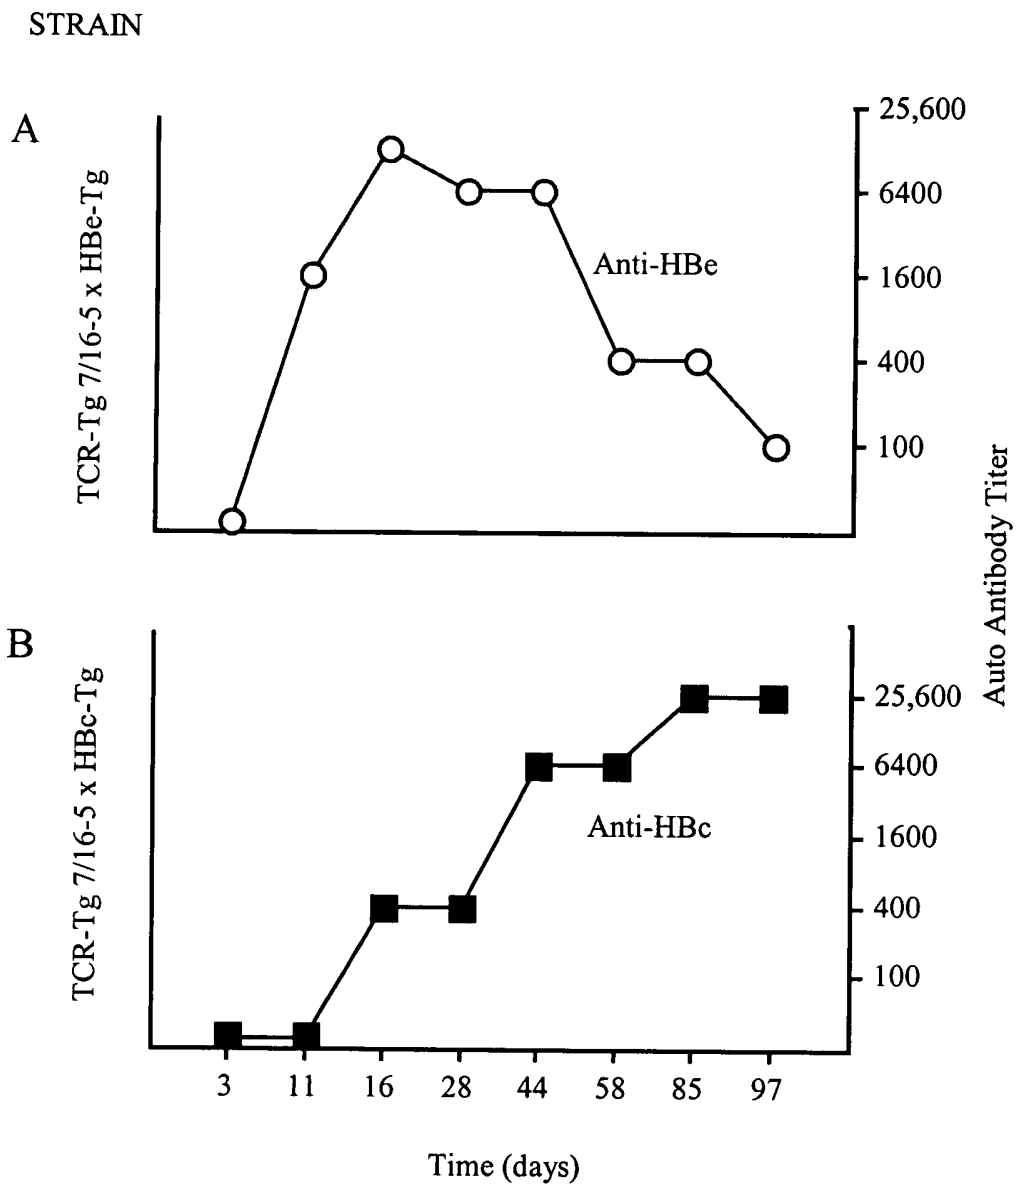 STRAIN
A
TCR-Tg 7/16-5 x HBe-Tg
Anti-HBe
25,600
6400
1600
400
100
Auto Antibody Titer
B
TCR-Tg 7/16-5 x HBc-Tg
Anti-HBc
25,600
6400
1600
400
100
3 11 16 28 44 58 85 97
Time (days)